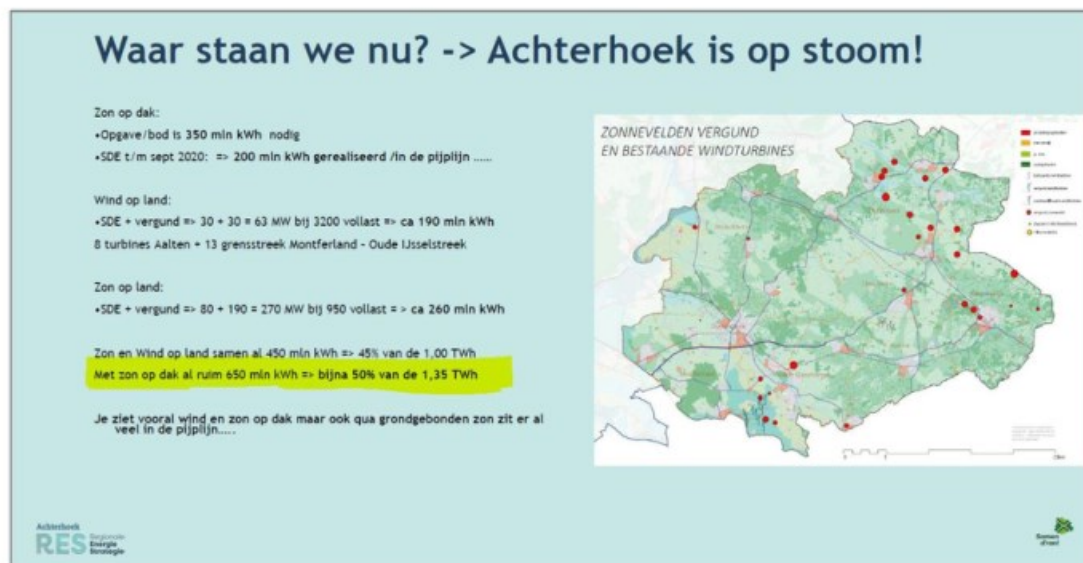 Waar staan we nu? -> Achterhoek is op stoom!
Zon op dak:
•Opgave/bod is 350 mln kWh nodig
•SDE t/m sept 2020: => 200 mln kWh gerealiseerd /in de pijplijn ......
Wind op land:
•SDE + vergund => 30 + 30 = 63 MW bij 3200 vollast => ca 190 mln kWh
8 turbines Aalten + 13 grensstreek Montferland - Oude IJsselstreek
Zon op land:
•SDE + vergund => 80 + 190 = 270 MW bij 950 vollast = > ca 260 mln kWh
Zon en Wind op land samen al 450 mln kWh => 45% van de 1,00 TWh
Met zon op dak al ruim 650 mln kWh => bijna 50% van de 1,35 TWh
Je ziet vooral wind en zon op dak maar ook qua grondgebonden zon zit er al
veel in de pijplijn.....
ZONNEVELDEN VERGUND
EN BESTAANDE WINDTURBINES
Achterhoek
RES Regionale
Energie
Strategie